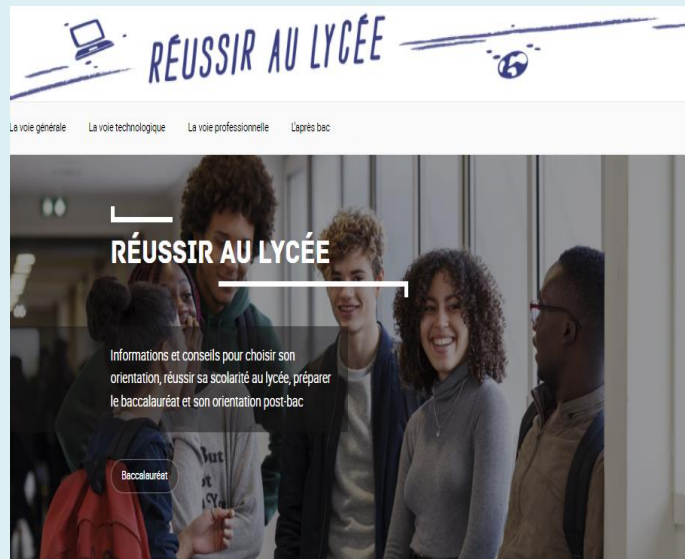 RÉUSSIR AU LYCÉE
La voie générale La voie technologique La voie professionnelle L'après bac
RÉUSSIR AU LYCÉE
Informations et conseils pour choisir son
orientation, réussir sa scolarité au lycée, préparer
le baccalauréat et son orientation post-bac
Baccalauréat